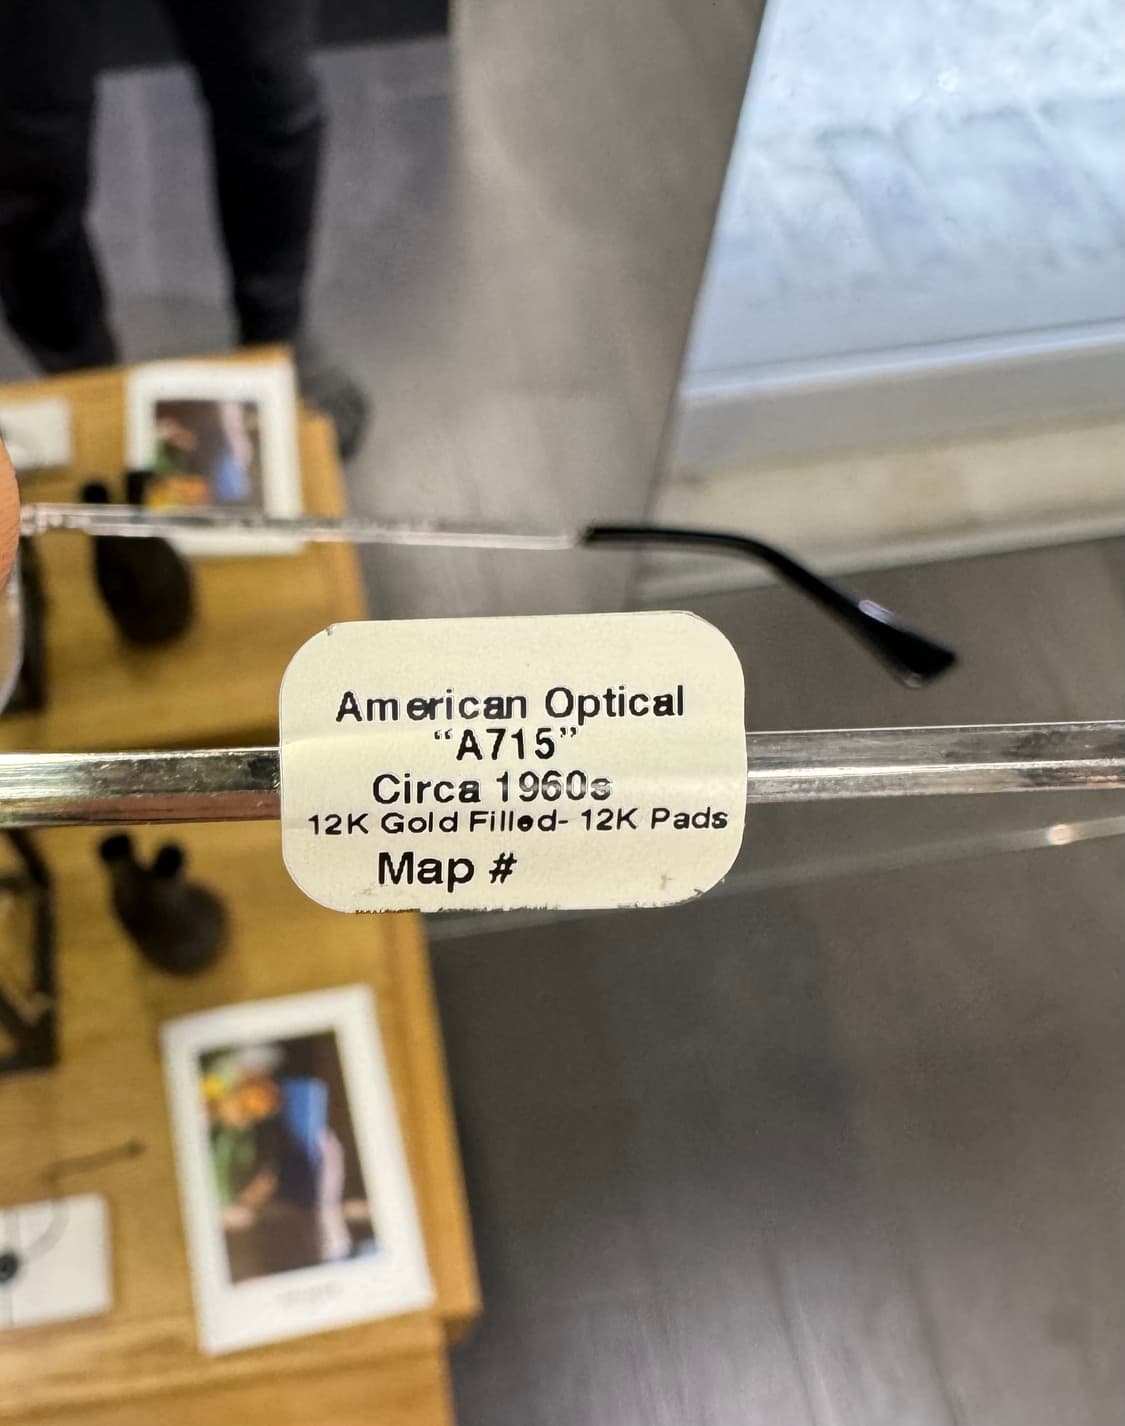 American Optical
“A715”
Circa 1960s
12K Gold Filled- 12K Pads
Map #